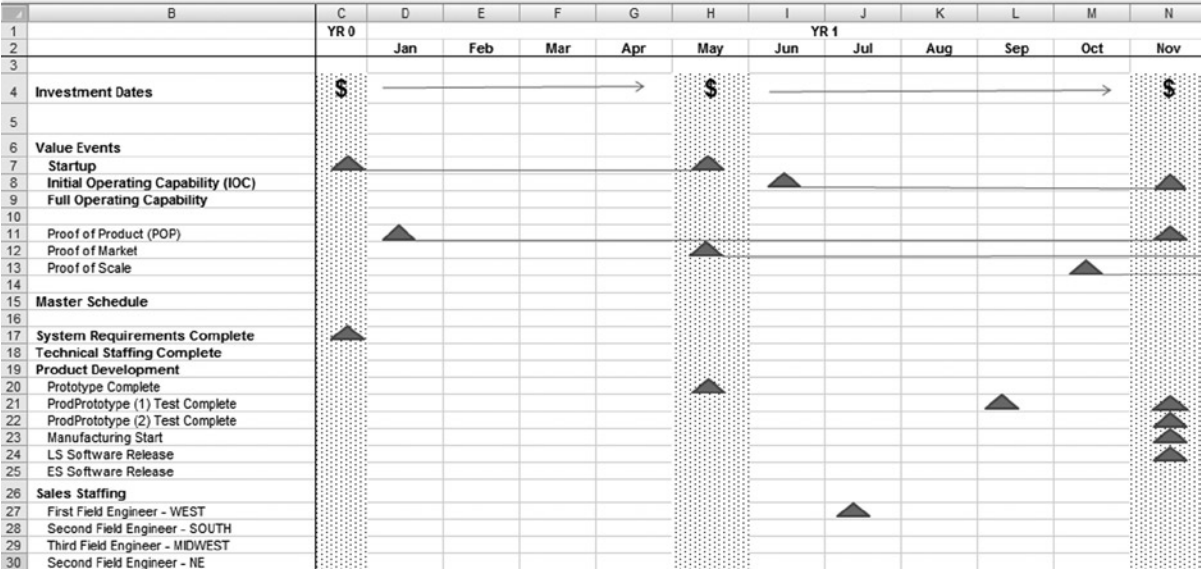 B C D E F G H I J K L M N
1 YR 0 YR 1
2 Jan Feb Mar Apr May Jun Jul Aug Sep Oct Nov
3
4 Investment Dates $ $ $
5
6 Value Events
7 Startup
8 Initial Operating Capability (IOC)
9 Full Operating Capability
10
11 Proof of Product (POP)
12 Proof of Market
13 Proof of Scale
14
15 Master Schedule
16
17 System Requirements Complete
18 Technical Staffing Complete
19 Product Development
20 Prototype Complete
21 ProdPrototype (1) Test Complete
22 ProdPrototype (2) Test Complete
23 Manufacturing Start
24 LS Software Release
25 ES Software Release
26 Sales Staffing
27 First Field Engineer - WEST
28 Second Field Engineer - SOUTH
29 Third Field Engineer - MIDWEST
30 Second Field Engineer - NE